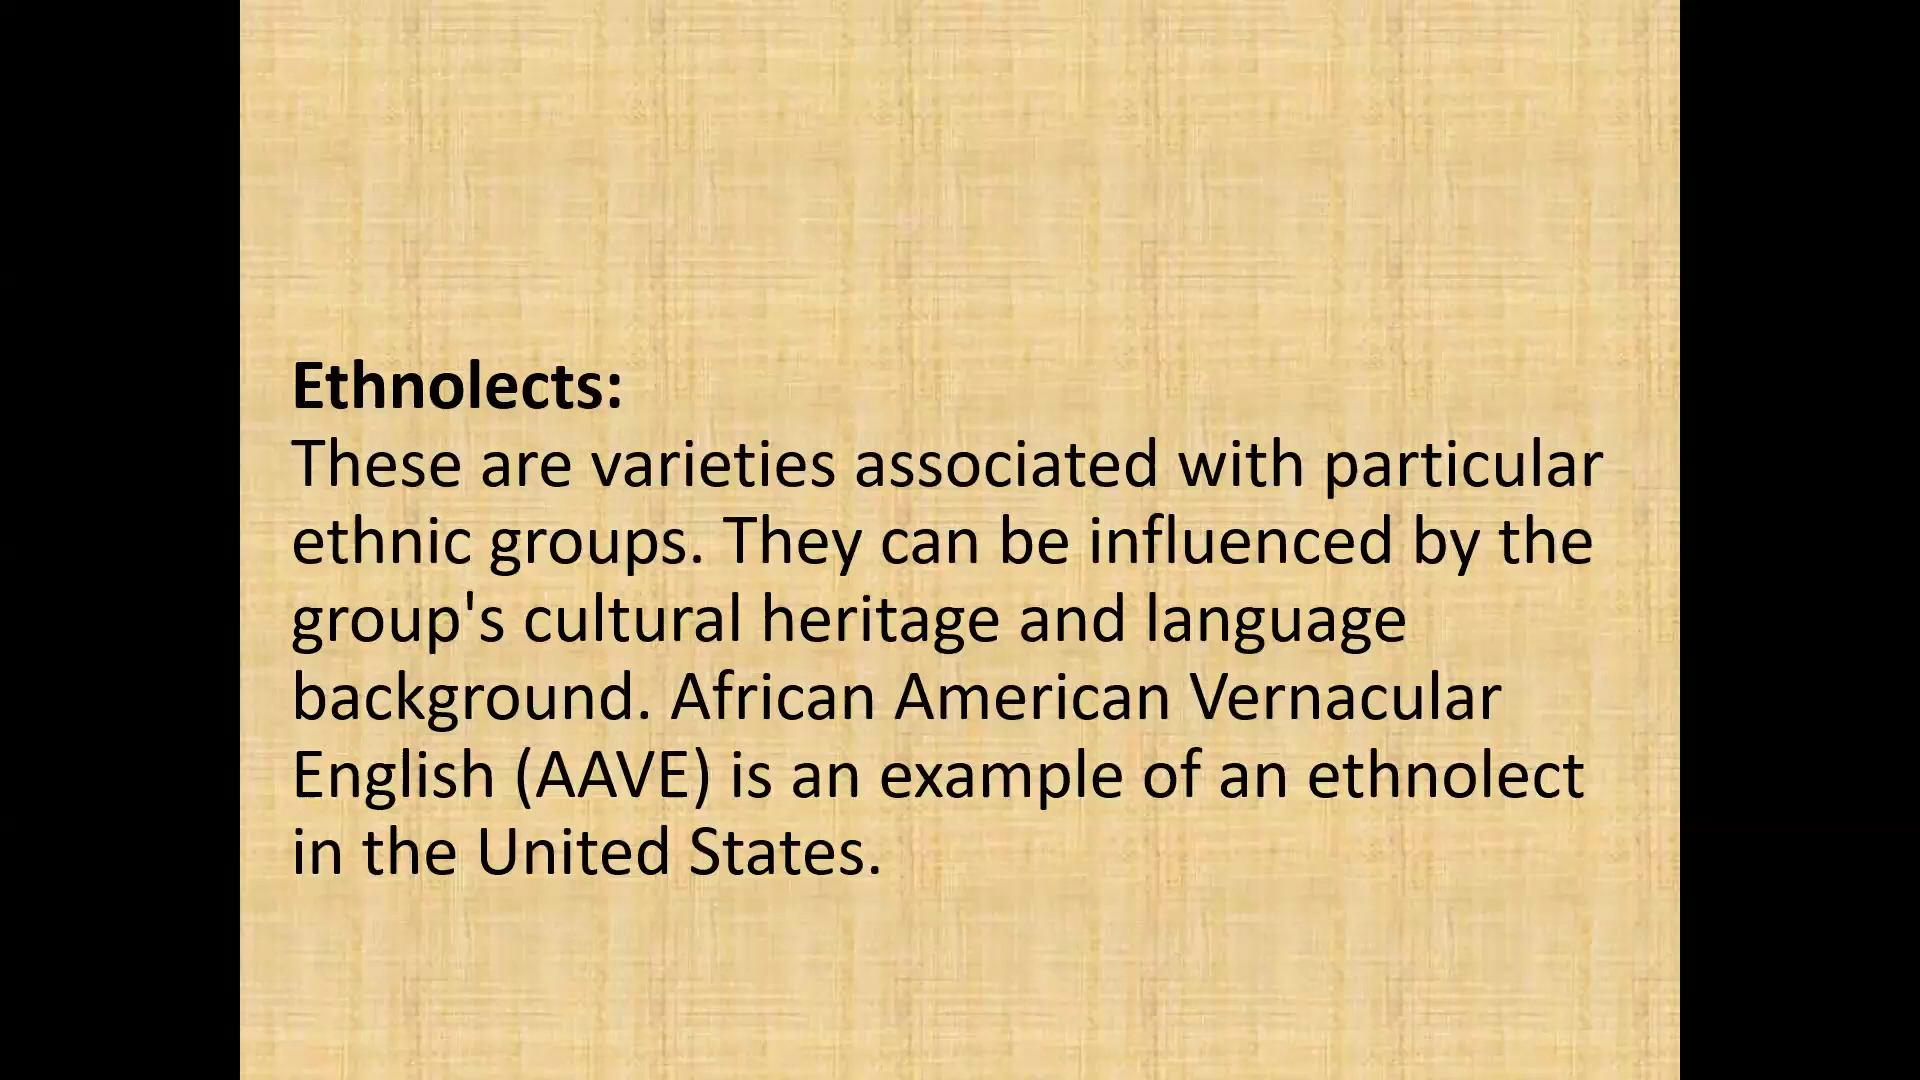 Ethnolects:
These are varieties associated with particular
ethnic groups. They can be influenced by the
group's cultural heritage and language
background. African American Vernacular
English (AAVE) is an example of an ethnolect
in the United States.